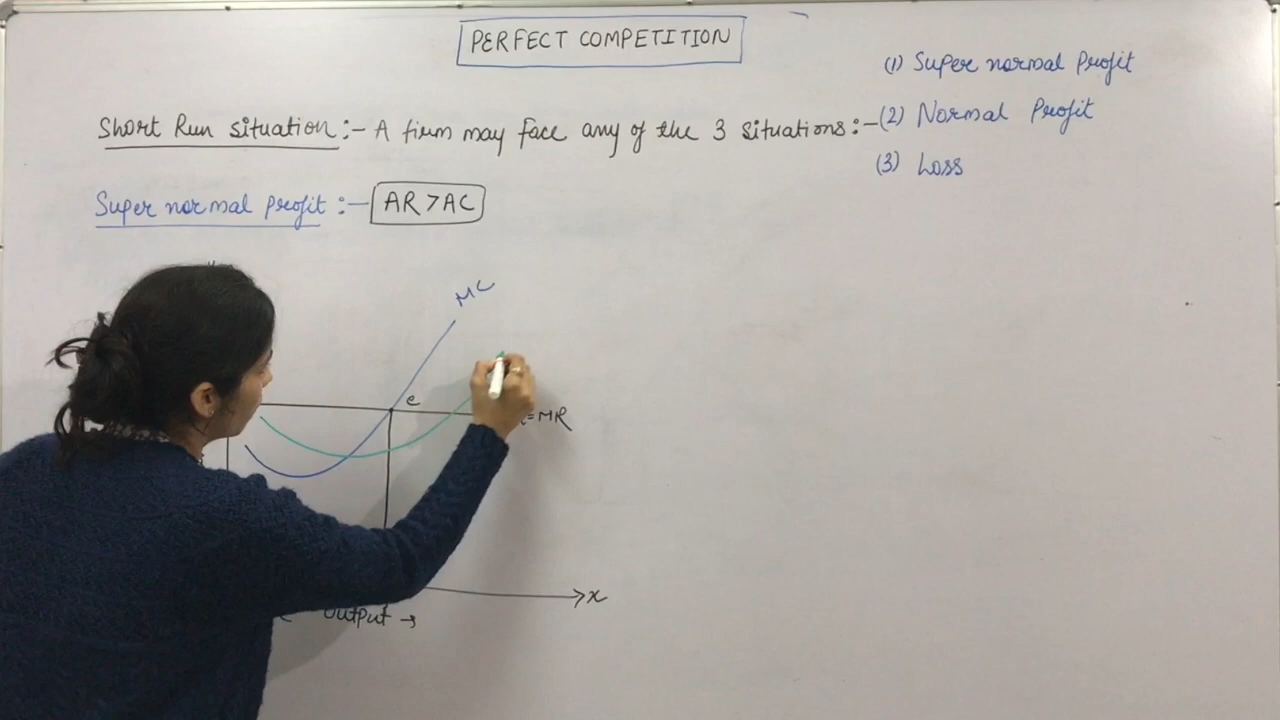 PERFECT COMPETITION
(1) Super normal Profit
Short Run situation :- A firm may face any of the 3 situations :- (2) Normal Profit
(3) Loss
Super normal profit :- AR > AC
MC
e
=MR
x
Output →